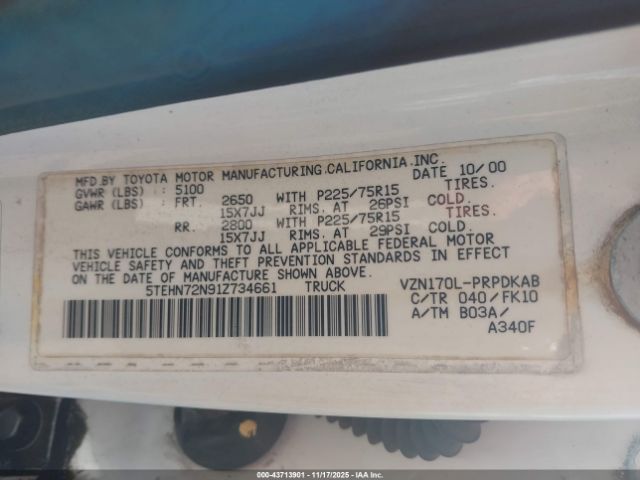 MFD.BY TOYOTA MOTOR MANUFACTURING.CALIFORNIA.INC.
GVWR (LBS) : 5100 DATE 10/00
GAWR (LBS) : FRT. 2650 WITH P225/75R15 TIRES.
15X7JJ RIMS. AT 26PSI COLD.
RR. 2800 WITH P225/75R15 TIRES.
15X7JJ RIMS. AT 29PSI COLD.
THIS VEHICLE CONFORMS TO ALL APPLICABLE FEDERAL MOTOR
VEHICLE SAFETY AND THEFT PREVENTION STANDARDS IN EFFECT
ON THE DATE OF MANUFACTURE SHOWN ABOVE.
5TEHN72N91Z734661 TRUCK VZN170L-PRPDKAB
C/TR 040/FK10
A/TM B03A/
A340F
000-43713901 - 11/17/2025 - IAA Inc.